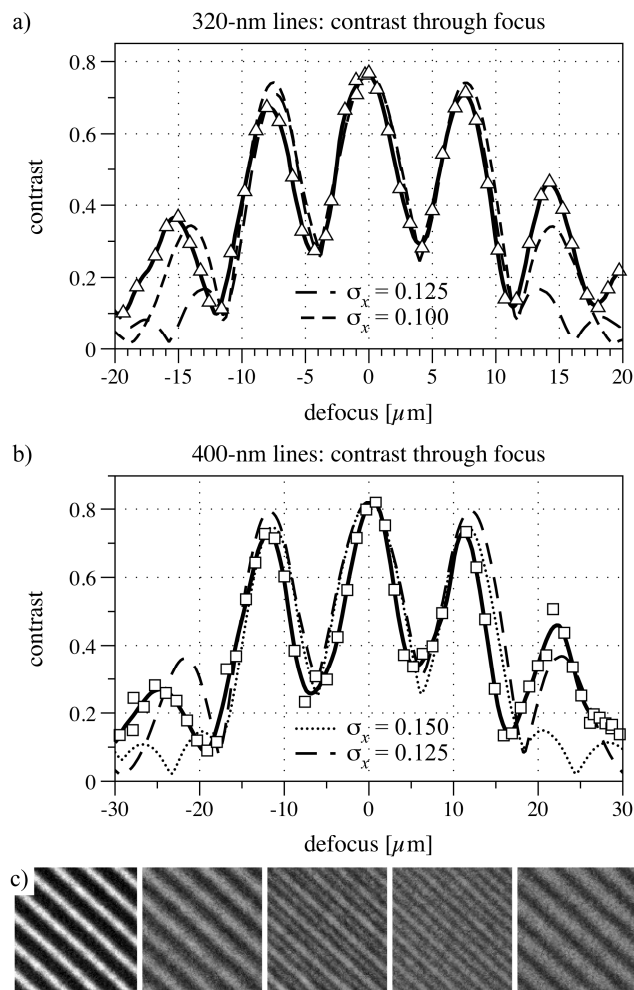 a)
320-nm lines: contrast through focus
0.8
0.6
0.4
0.2
0
contrast
σx = 0.125
σx = 0.100
-20 -15 -10 -5 0 5 10 15 20
defocus [μm]
b)
400-nm lines: contrast through focus
0.8
0.6
0.4
0.2
0
contrast
σx = 0.150
σx = 0.125
-30 -20 -10 0 10 20 30
defocus [μm]
c)